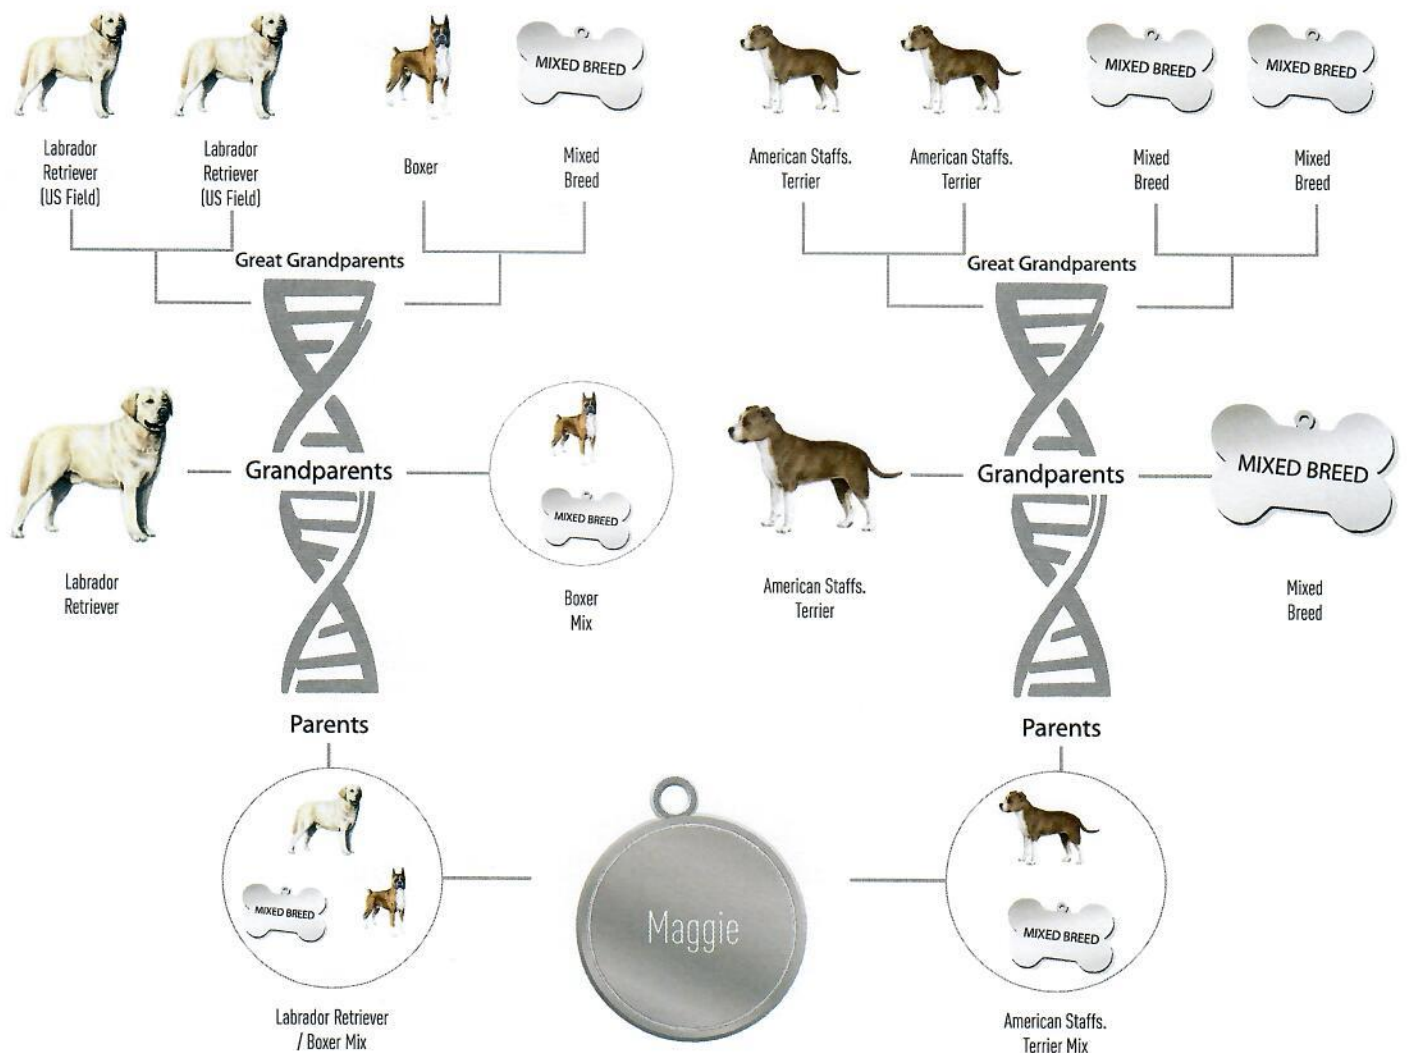 MIXED BREED
MIXED BREED
MIXED BREED
Labrador
Retriever
(US Field)
Labrador
Retriever
(US Field)
Boxer
Mixed
Breed
American Staffs.
Terrier
American Staffs.
Terrier
Mixed
Breed
Mixed
Breed
Great Grandparents
Great Grandparents
MIXED BREED
MIXED BREED
Grandparents
Grandparents
Labrador
Retriever
Boxer
Mix
American Staffs.
Terrier
Mixed
Breed
Parents
Parents
MIXED BREED
Maggie
MIXED BREED
Labrador Retriever
/ Boxer Mix
American Staffs.
Terrier Mix